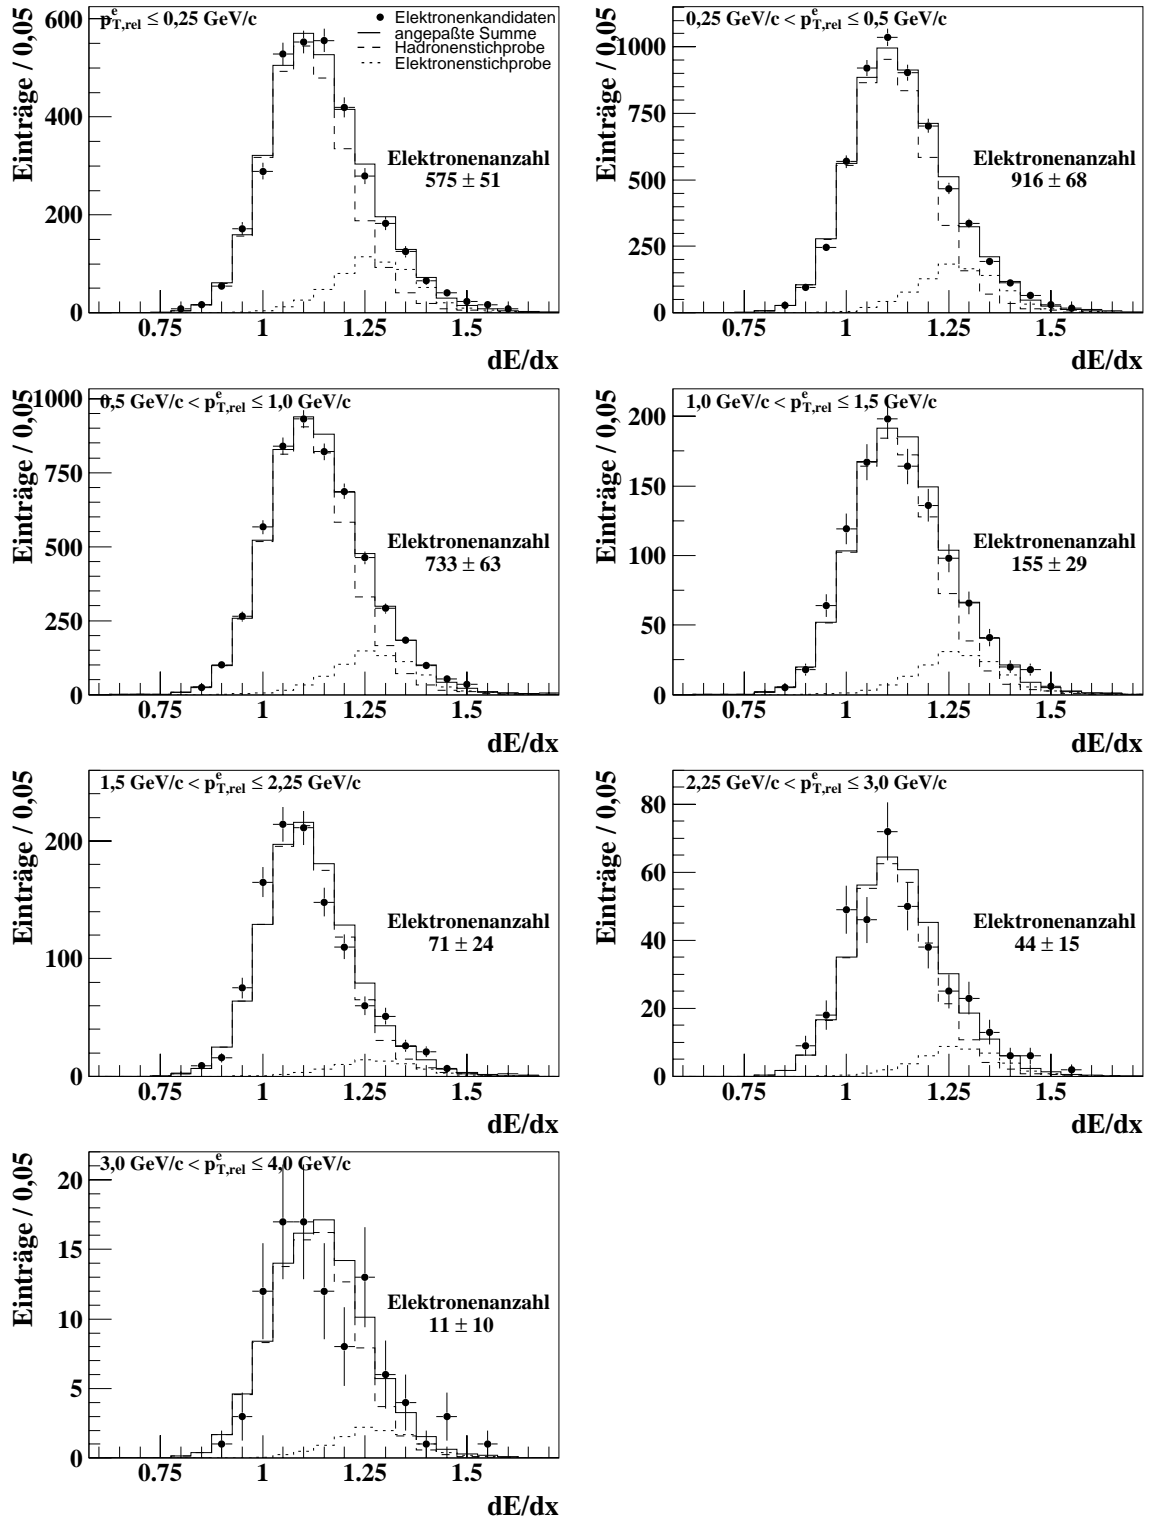 p^e_T,rel ≤ 0,25 GeV/c
Elektronenkandidaten
angepaßte Summe
Hadronenstichprobe
Elektronenstichprobe
Einträge / 0,05
600
400
200
0
Elektronenanzahl
575 ± 51
0.75 1 1.25 1.5
dE/dx
0,25 GeV/c < p^e_T,rel ≤ 0,5 GeV/c
Einträge / 0,05
1000
750
500
250
0
Elektronenanzahl
916 ± 68
0.75 1 1.25 1.5
dE/dx
0,5 GeV/c < p^e_T,rel ≤ 1,0 GeV/c
Einträge / 0,05
1000
750
500
250
0
Elektronenanzahl
733 ± 63
0.75 1 1.25 1.5
dE/dx
1,0 GeV/c < p^e_T,rel ≤ 1,5 GeV/c
Einträge / 0,05
200
150
100
50
0
Elektronenanzahl
155 ± 29
0.75 1 1.25 1.5
dE/dx
1,5 GeV/c < p^e_T,rel ≤ 2,25 GeV/c
Einträge / 0,05
200
100
0
Elektronenanzahl
71 ± 24
0.75 1 1.25 1.5
dE/dx
2,25 GeV/c < p^e_T,rel ≤ 3,0 GeV/c
Einträge / 0,05
80
60
40
20
0
Elektronenanzahl
44 ± 15
0.75 1 1.25 1.5
dE/dx
3,0 GeV/c < p^e_T,rel ≤ 4,0 GeV/c
Einträge / 0,05
20
15
10
5
0
Elektronenanzahl
11 ± 10
0.75 1 1.25 1.5
dE/dx